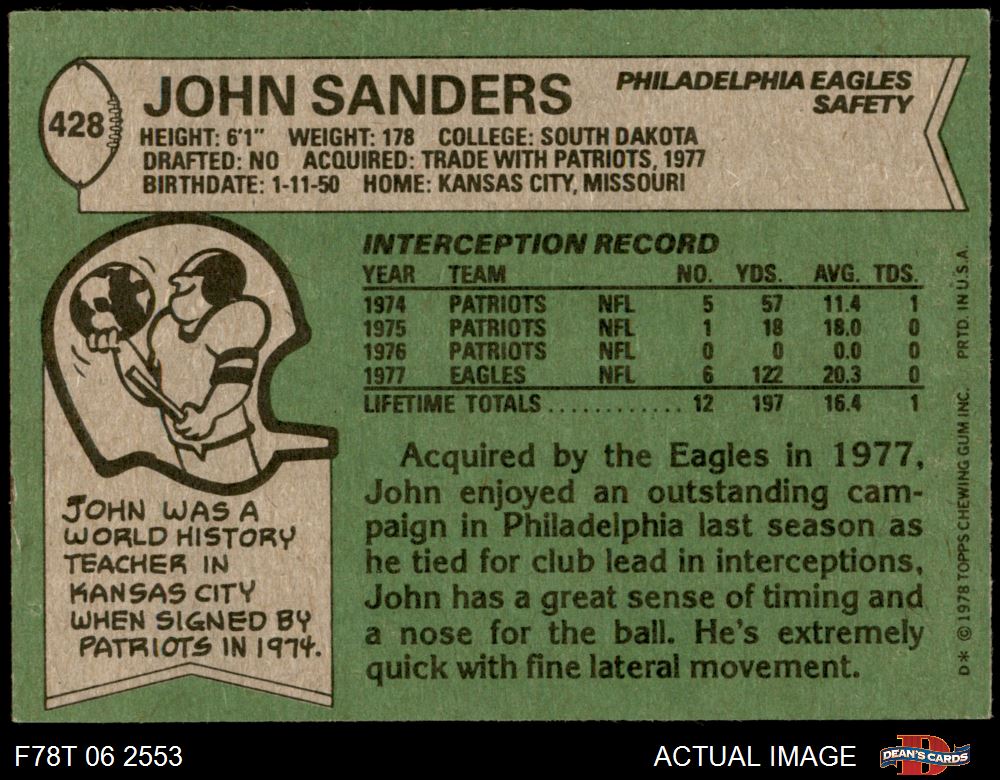 428
JOHN SANDERS
PHILADELPHIA EAGLES
SAFETY
HEIGHT: 6'1" WEIGHT: 178 COLLEGE: SOUTH DAKOTA
DRAFTED: NO ACQUIRED: TRADE WITH PATRIOTS, 1977
BIRTHDATE: 1-11-50 HOME: KANSAS CITY, MISSOURI
INTERCEPTION RECORD
YEAR TEAM NO. YDS. AVG. TDS.
1974 PATRIOTS NFL 5 57 11.4 1
1975 PATRIOTS NFL 1 18 18.0 0
1976 PATRIOTS NFL 0 0 0.0 0
1977 EAGLES NFL 6 122 20.3 0
LIFETIME TOTALS ............ 12 197 16.4 1
JOHN WAS A
WORLD HISTORY
TEACHER IN
KANSAS CITY
WHEN SIGNED BY
PATRIOTS IN 1974.
Acquired by the Eagles in 1977,
John enjoyed an outstanding cam-
paign in Philadelphia last season as
he tied for club lead in interceptions,
John has a great sense of timing and
a nose for the ball. He's extremely
quick with fine lateral movement.
D* © 1978 TOPPS CHEWING GUM INC. PRTD. IN U.S.A.
F78T 06 2553
ACTUAL IMAGE
DEAN'S CARDS